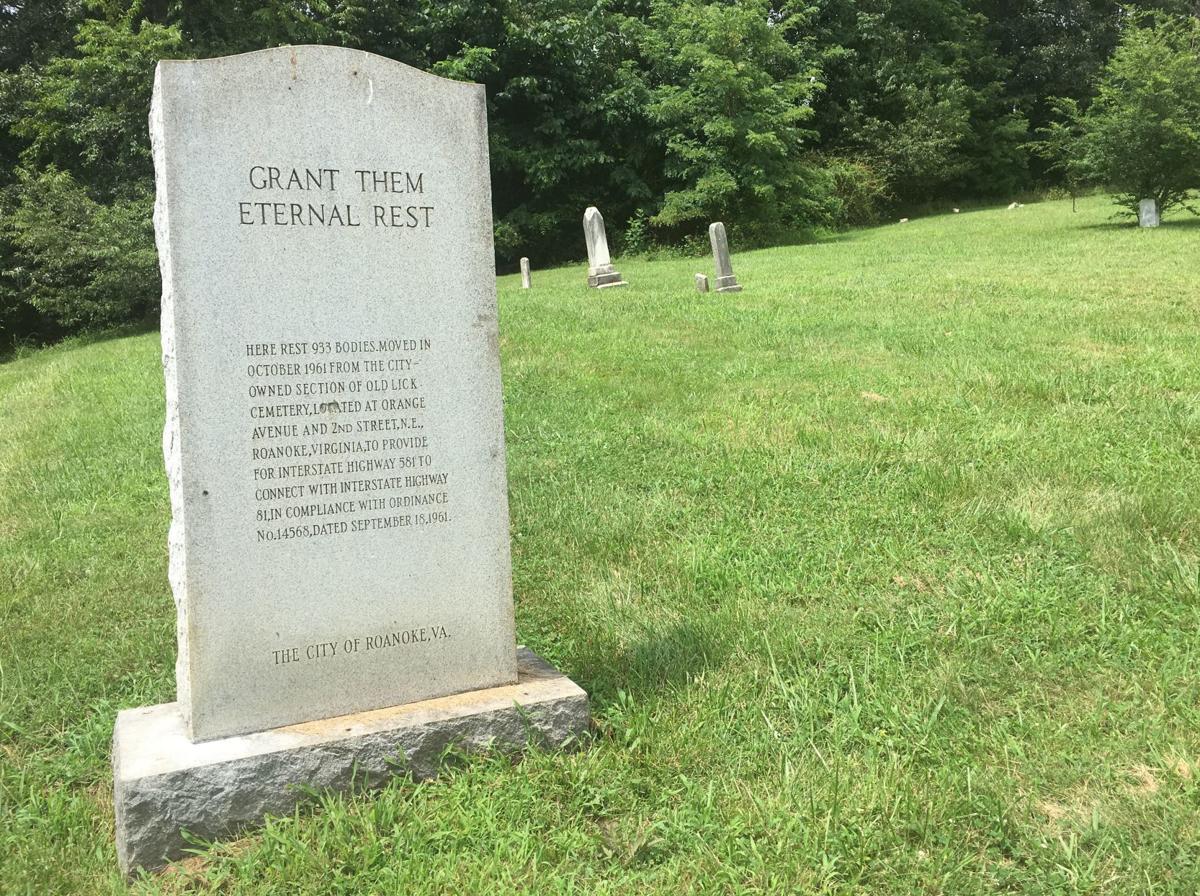 GRANT THEM
ETERNAL REST
HERE REST 933 BODIES.MOVED IN
OCTOBER 1961 FROM THE CITY-
OWNED SECTION OF OLD LICK
CEMETERY, LOCATED AT ORANGE
AVENUE AND 2ND STREET, N.E.,
ROANOKE, VIRGINIA, TO PROVIDE
FOR INTERSTATE HIGHWAY 581 TO
CONNECT WITH INTERSTATE HIGHWAY
81, IN COMPLIANCE WITH ORDINANCE
No. 14568, DATED SEPTEMBER 18, 1961.
THE CITY OF ROANOKE, VA.